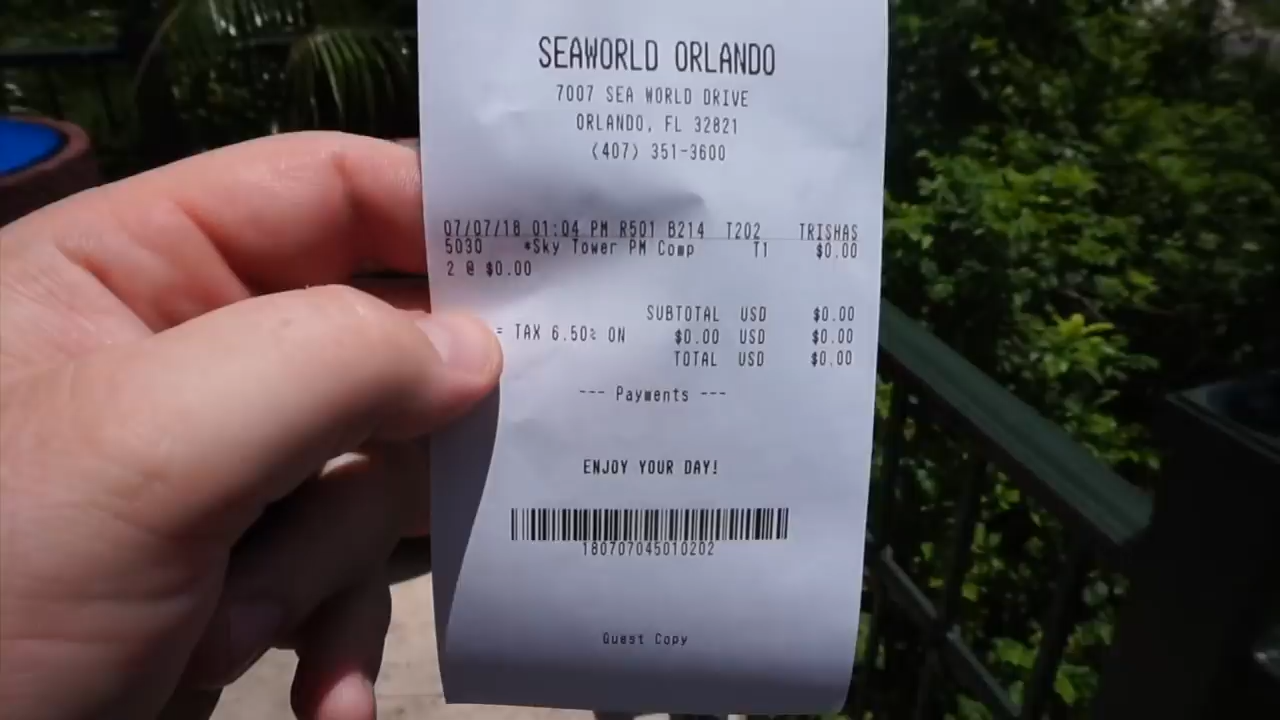 SEAWORLD ORLANDO
7007 SEA WORLD DRIVE
ORLANDO, FL 32821
(407) 351-3600
07/07/18 01:04 PM R501 B214 T202 TRISHAS
5030 *Sky Tower PM Comp T1 $0.00
2 @ $0.00
SUBTOTAL USD $0.00
= TAX 6.50% ON $0.00 USD $0.00
TOTAL USD $0.00
--- Payments ---
ENJOY YOUR DAY!
180707045010202
Guest Copy